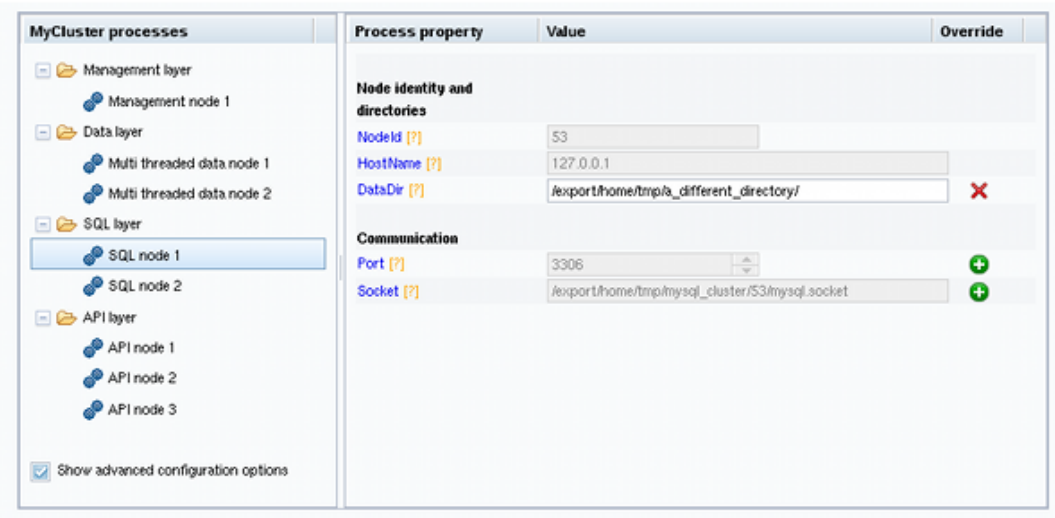 MyCluster processes
Management layer
Management node 1
Data layer
Multi threaded data node 1
Multi threaded data node 2
SQL layer
SQL node 1
SQL node 2
API layer
API node 1
API node 2
API node 3
Show advanced configuration options
Process property Value Override
Node identity and
directories
NodeId [?] 53
HostName [?] 127.0.0.1
DataDir [?] /export/home/tmp/a_different_directory/
Communication
Port [?] 3306
Socket [?] /export/home/tmp/mysql_cluster/53/mysql.socket